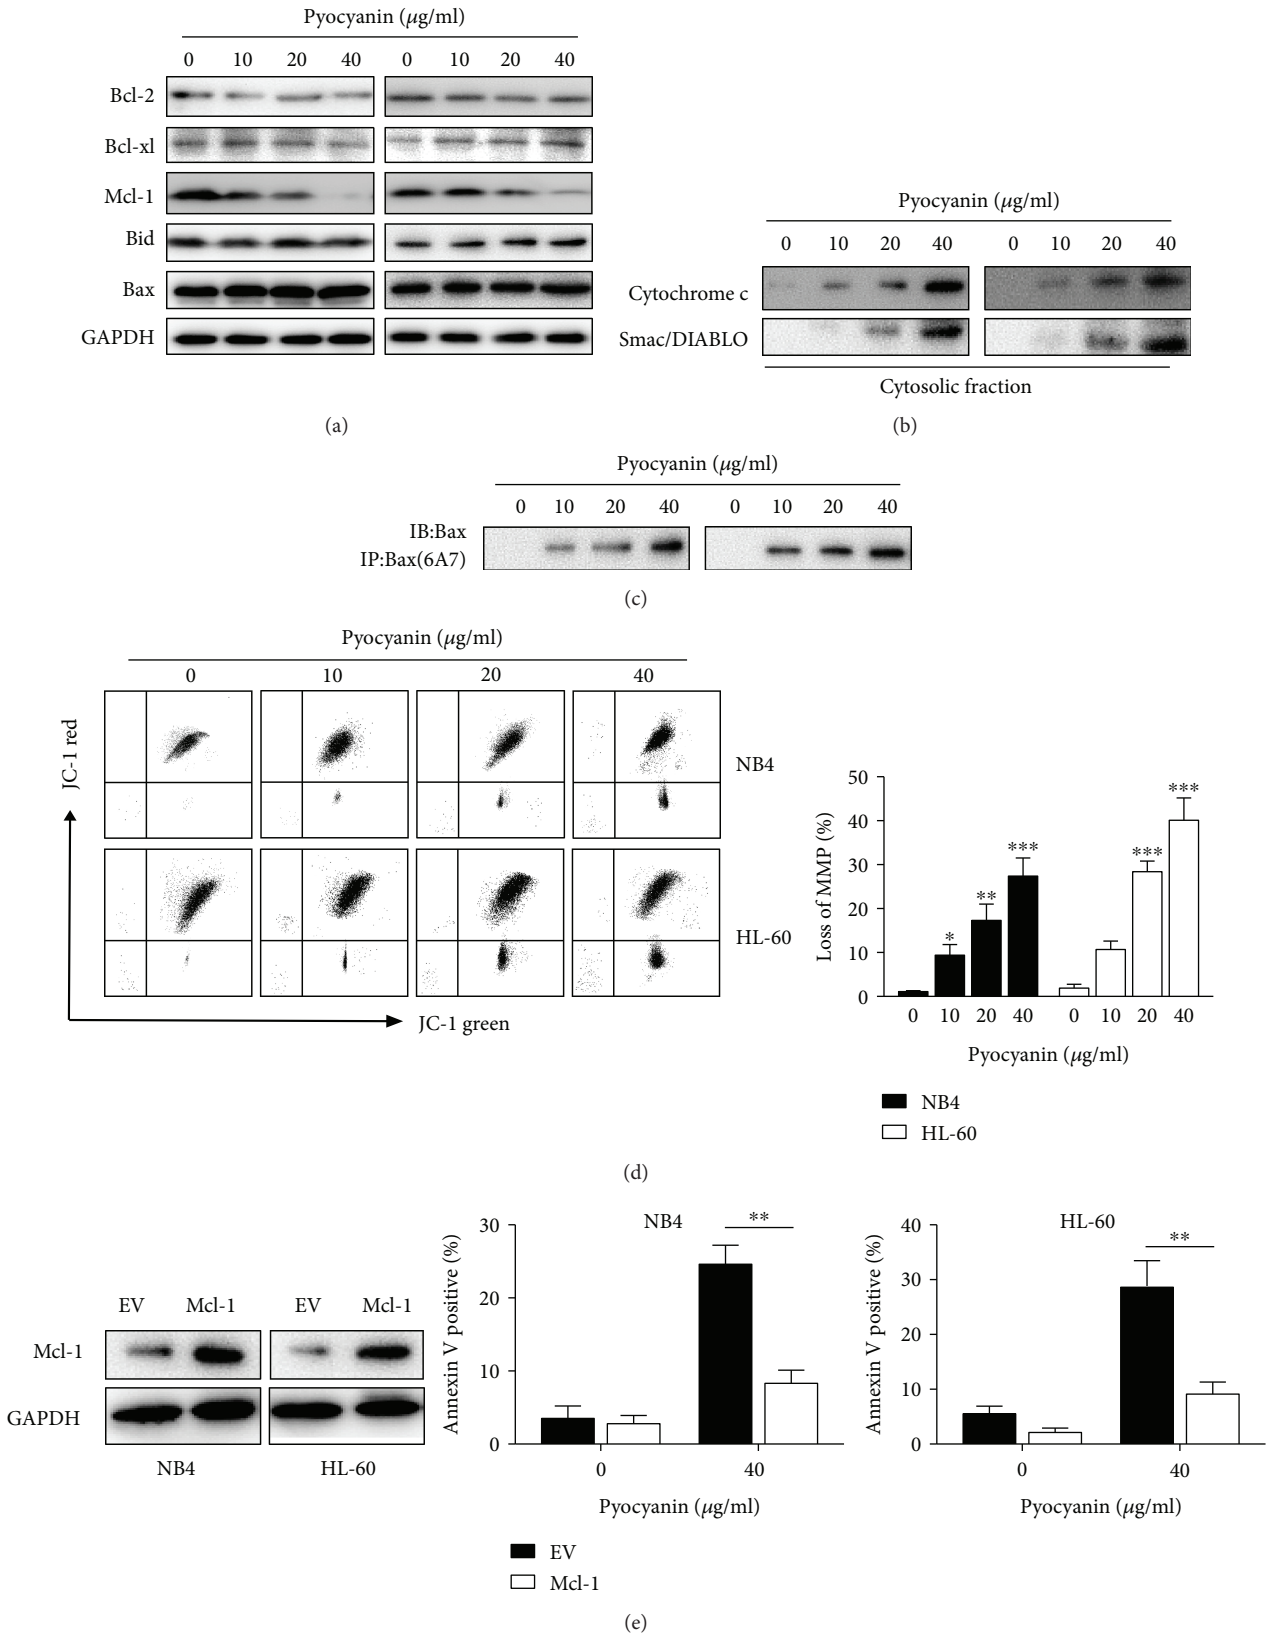 Pyocyanin (μg/ml)
0 10 20 40 0 10 20 40
Bcl-2
Bcl-xl
Mcl-1
Bid
Bax
GAPDH
(a)
Pyocyanin (μg/ml)
0 10 20 40 0 10 20 40
Cytochrome c
Smac/DIABLO
Cytosolic fraction
(b)
Pyocyanin (μg/ml)
0 10 20 40 0 10 20 40
IB:Bax
IP:Bax(6A7)
(c)
Pyocyanin (μg/ml)
0 10 20 40
JC-1 red
NB4
HL-60
JC-1 green
Loss of MMP (%)
50
40
30
20
10
0
* ** *** *** ***
0 10 20 40 0 10 20 40
Pyocyanin (μg/ml)
NB4
HL-60
(d)
EV Mcl-1 EV Mcl-1
Mcl-1
GAPDH
NB4 HL-60
NB4
**
Annexin V positive (%)
30
20
10
0
0 40
Pyocyanin (μg/ml)
HL-60
**
Annexin V positive (%)
40
30
20
10
0
0 40
Pyocyanin (μg/ml)
EV
Mcl-1
(e)